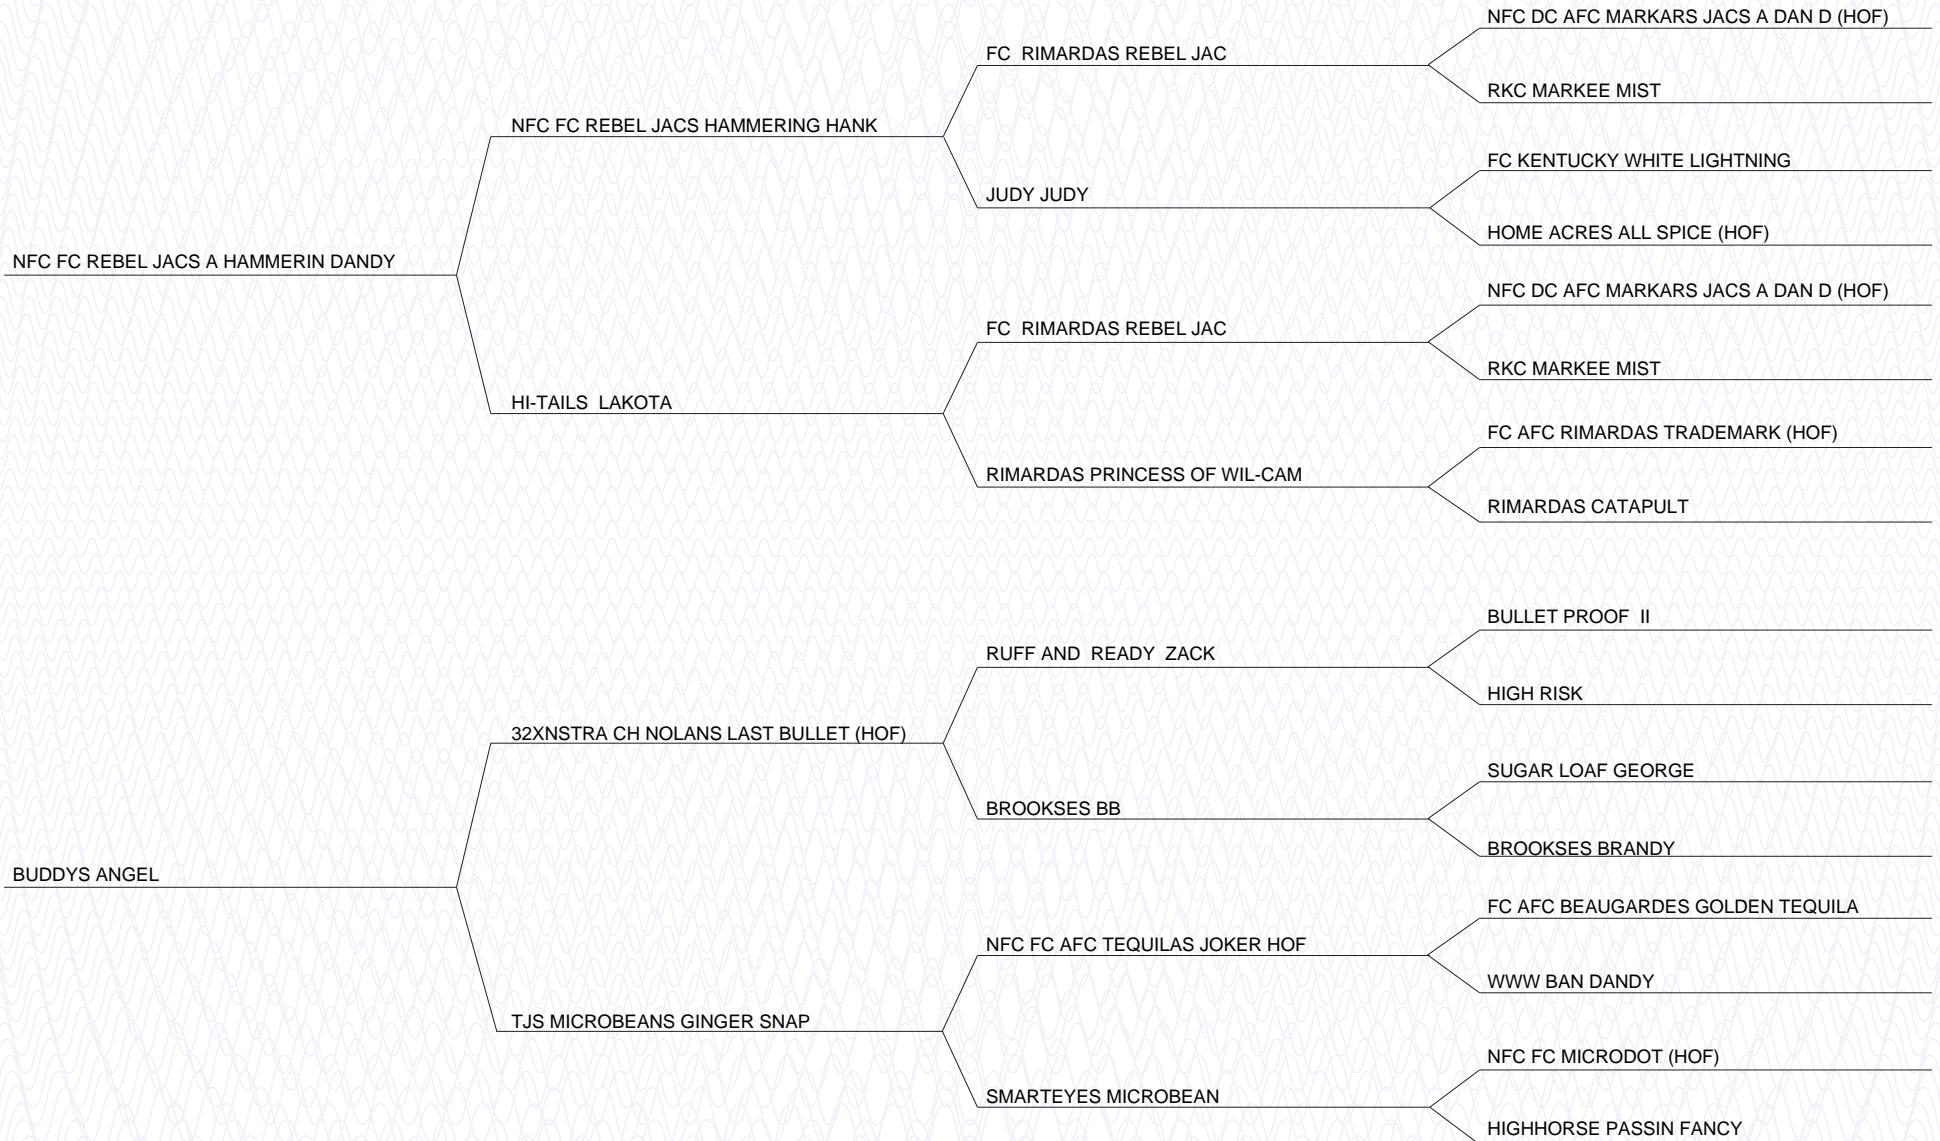 NFC DC AFC MARKARS JACS A DAN D (HOF)
FC  RIMARDAS REBEL JAC
RKC MARKEE MIST
NFC FC REBEL JACS HAMMERING HANK
FC KENTUCKY WHITE LIGHTNING
JUDY JUDY
HOME ACRES ALL SPICE (HOF)
NFC FC REBEL JACS A HAMMERIN DANDY
NFC DC AFC MARKARS JACS A DAN D (HOF)
FC  RIMARDAS REBEL JAC
RKC MARKEE MIST
HI-TAILS  LAKOTA
FC AFC RIMARDAS TRADEMARK (HOF)
RIMARDAS PRINCESS OF WIL-CAM
RIMARDAS CATAPULT
BULLET PROOF  II
RUFF AND  READY  ZACK
HIGH RISK
32XNSTRA CH NOLANS LAST BULLET (HOF)
SUGAR LOAF GEORGE
BROOKSES BB
BROOKSES BRANDY
BUDDYS ANGEL
FC AFC BEAUGARDES GOLDEN TEQUILA
NFC FC AFC TEQUILAS JOKER HOF
WWW BAN DANDY
TJS MICROBEANS GINGER SNAP
NFC FC MICRODOT (HOF)
SMARTEYES MICROBEAN
HIGHHORSE PASSIN FANCY